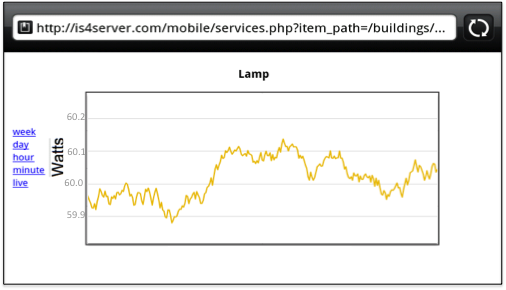 http://is4server.com/mobile/services.php?item_path=/buildings/...
Lamp
week
day
hour
minute
live
Watts
60.2
60.1
60.0
59.9